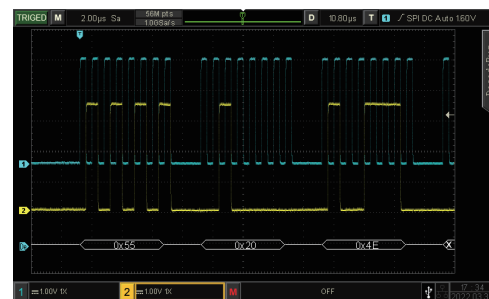 TRIGED M 2.00μs Sa 56M pts 1.00Sa/s D 10.80μs T 1 SPI DC Auto 1.60V
T
1
2
0x55 0x20 0x4E X
1 1.00V 1X 2 1.00V 1X M OFF 17:34